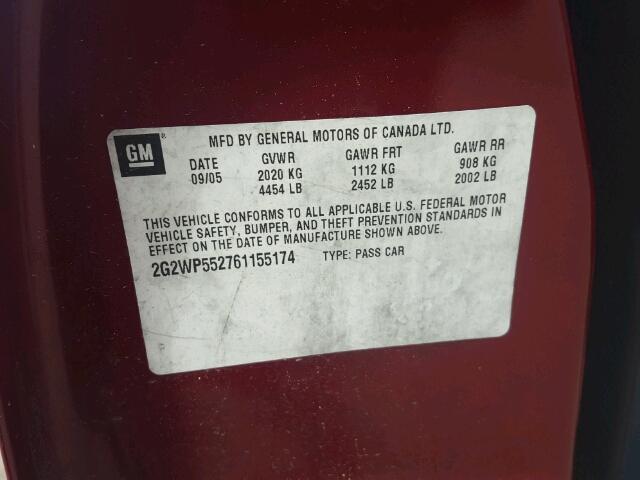 GM®
MFD BY GENERAL MOTORS OF CANADA LTD.
DATE GVWR GAWR FRT GAWR RR
09/05 2020 KG 1112 KG 908 KG
4454 LB 2452 LB 2002 LB
THIS VEHICLE CONFORMS TO ALL APPLICABLE U.S. FEDERAL MOTOR
VEHICLE SAFETY, BUMPER, AND THEFT PREVENTION STANDARDS IN
EFFECT ON THE DATE OF MANUFACTURE SHOWN ABOVE.
2G2WP552761155174 TYPE: PASS CAR